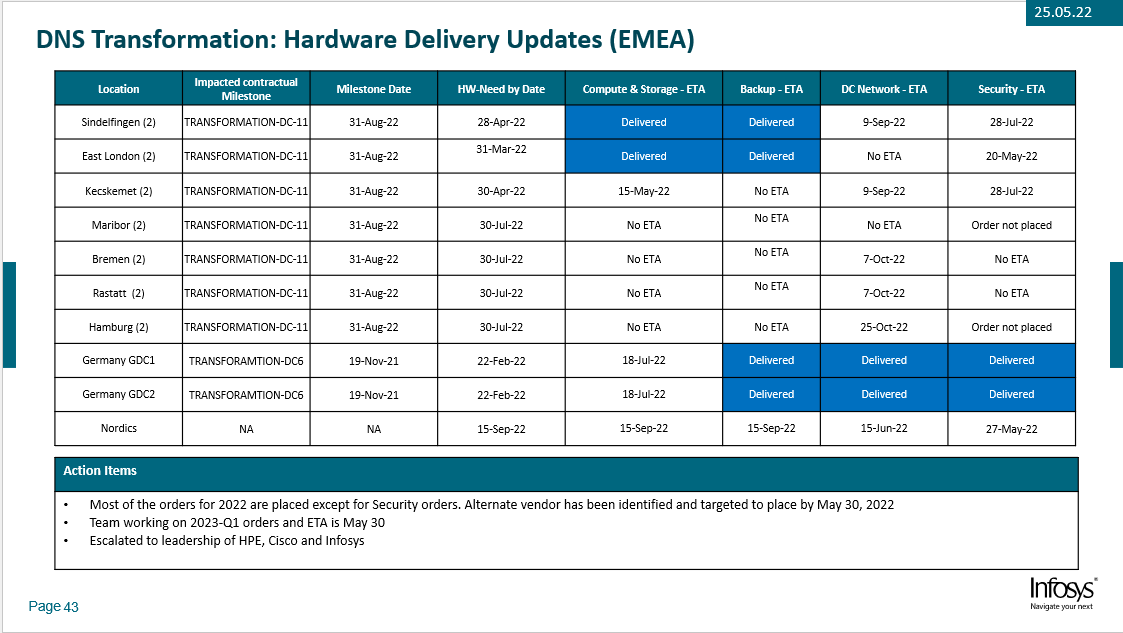 25.05.22
DNS Transformation: Hardware Delivery Updates (EMEA)
Location Impacted contractual Milestone Milestone Date HW-Need by Date Compute & Storage - ETA Backup - ETA DC Network - ETA Security - ETA
Sindelfingen (2) TRANSFORMATION-DC-11 31-Aug-22 28-Apr-22 Delivered Delivered 9-Sep-22 28-Jul-22
East London (2) TRANSFORMATION-DC-11 31-Aug-22 31-Mar-22 Delivered Delivered No ETA 20-May-22
Kecskemet (2) TRANSFORMATION-DC-11 31-Aug-22 30-Apr-22 15-May-22 No ETA 9-Sep-22 28-Jul-22
Maribor (2) TRANSFORMATION-DC-11 31-Aug-22 30-Jul-22 No ETA No ETA No ETA Order not placed
Bremen (2) TRANSFORMATION-DC-11 31-Aug-22 30-Jul-22 No ETA No ETA 7-Oct-22 No ETA
Rastatt (2) TRANSFORMATION-DC-11 31-Aug-22 30-Jul-22 No ETA No ETA 7-Oct-22 No ETA
Hamburg (2) TRANSFORMATION-DC-11 31-Aug-22 30-Jul-22 No ETA No ETA 25-Oct-22 Order not placed
Germany GDC1 TRANSFORAMTION-DC6 19-Nov-21 22-Feb-22 18-Jul-22 Delivered Delivered Delivered
Germany GDC2 TRANSFORAMTION-DC6 19-Nov-21 22-Feb-22 18-Jul-22 Delivered Delivered Delivered
Nordics NA NA 15-Sep-22 15-Sep-22 15-Sep-22 15-Jun-22 27-May-22
Action Items
• Most of the orders for 2022 are placed except for Security orders. Alternate vendor has been identified and targeted to place by May 30, 2022
• Team working on 2023-Q1 orders and ETA is May 30
• Escalated to leadership of HPE, Cisco and Infosys
Page 43
Infosys®
Navigate your next